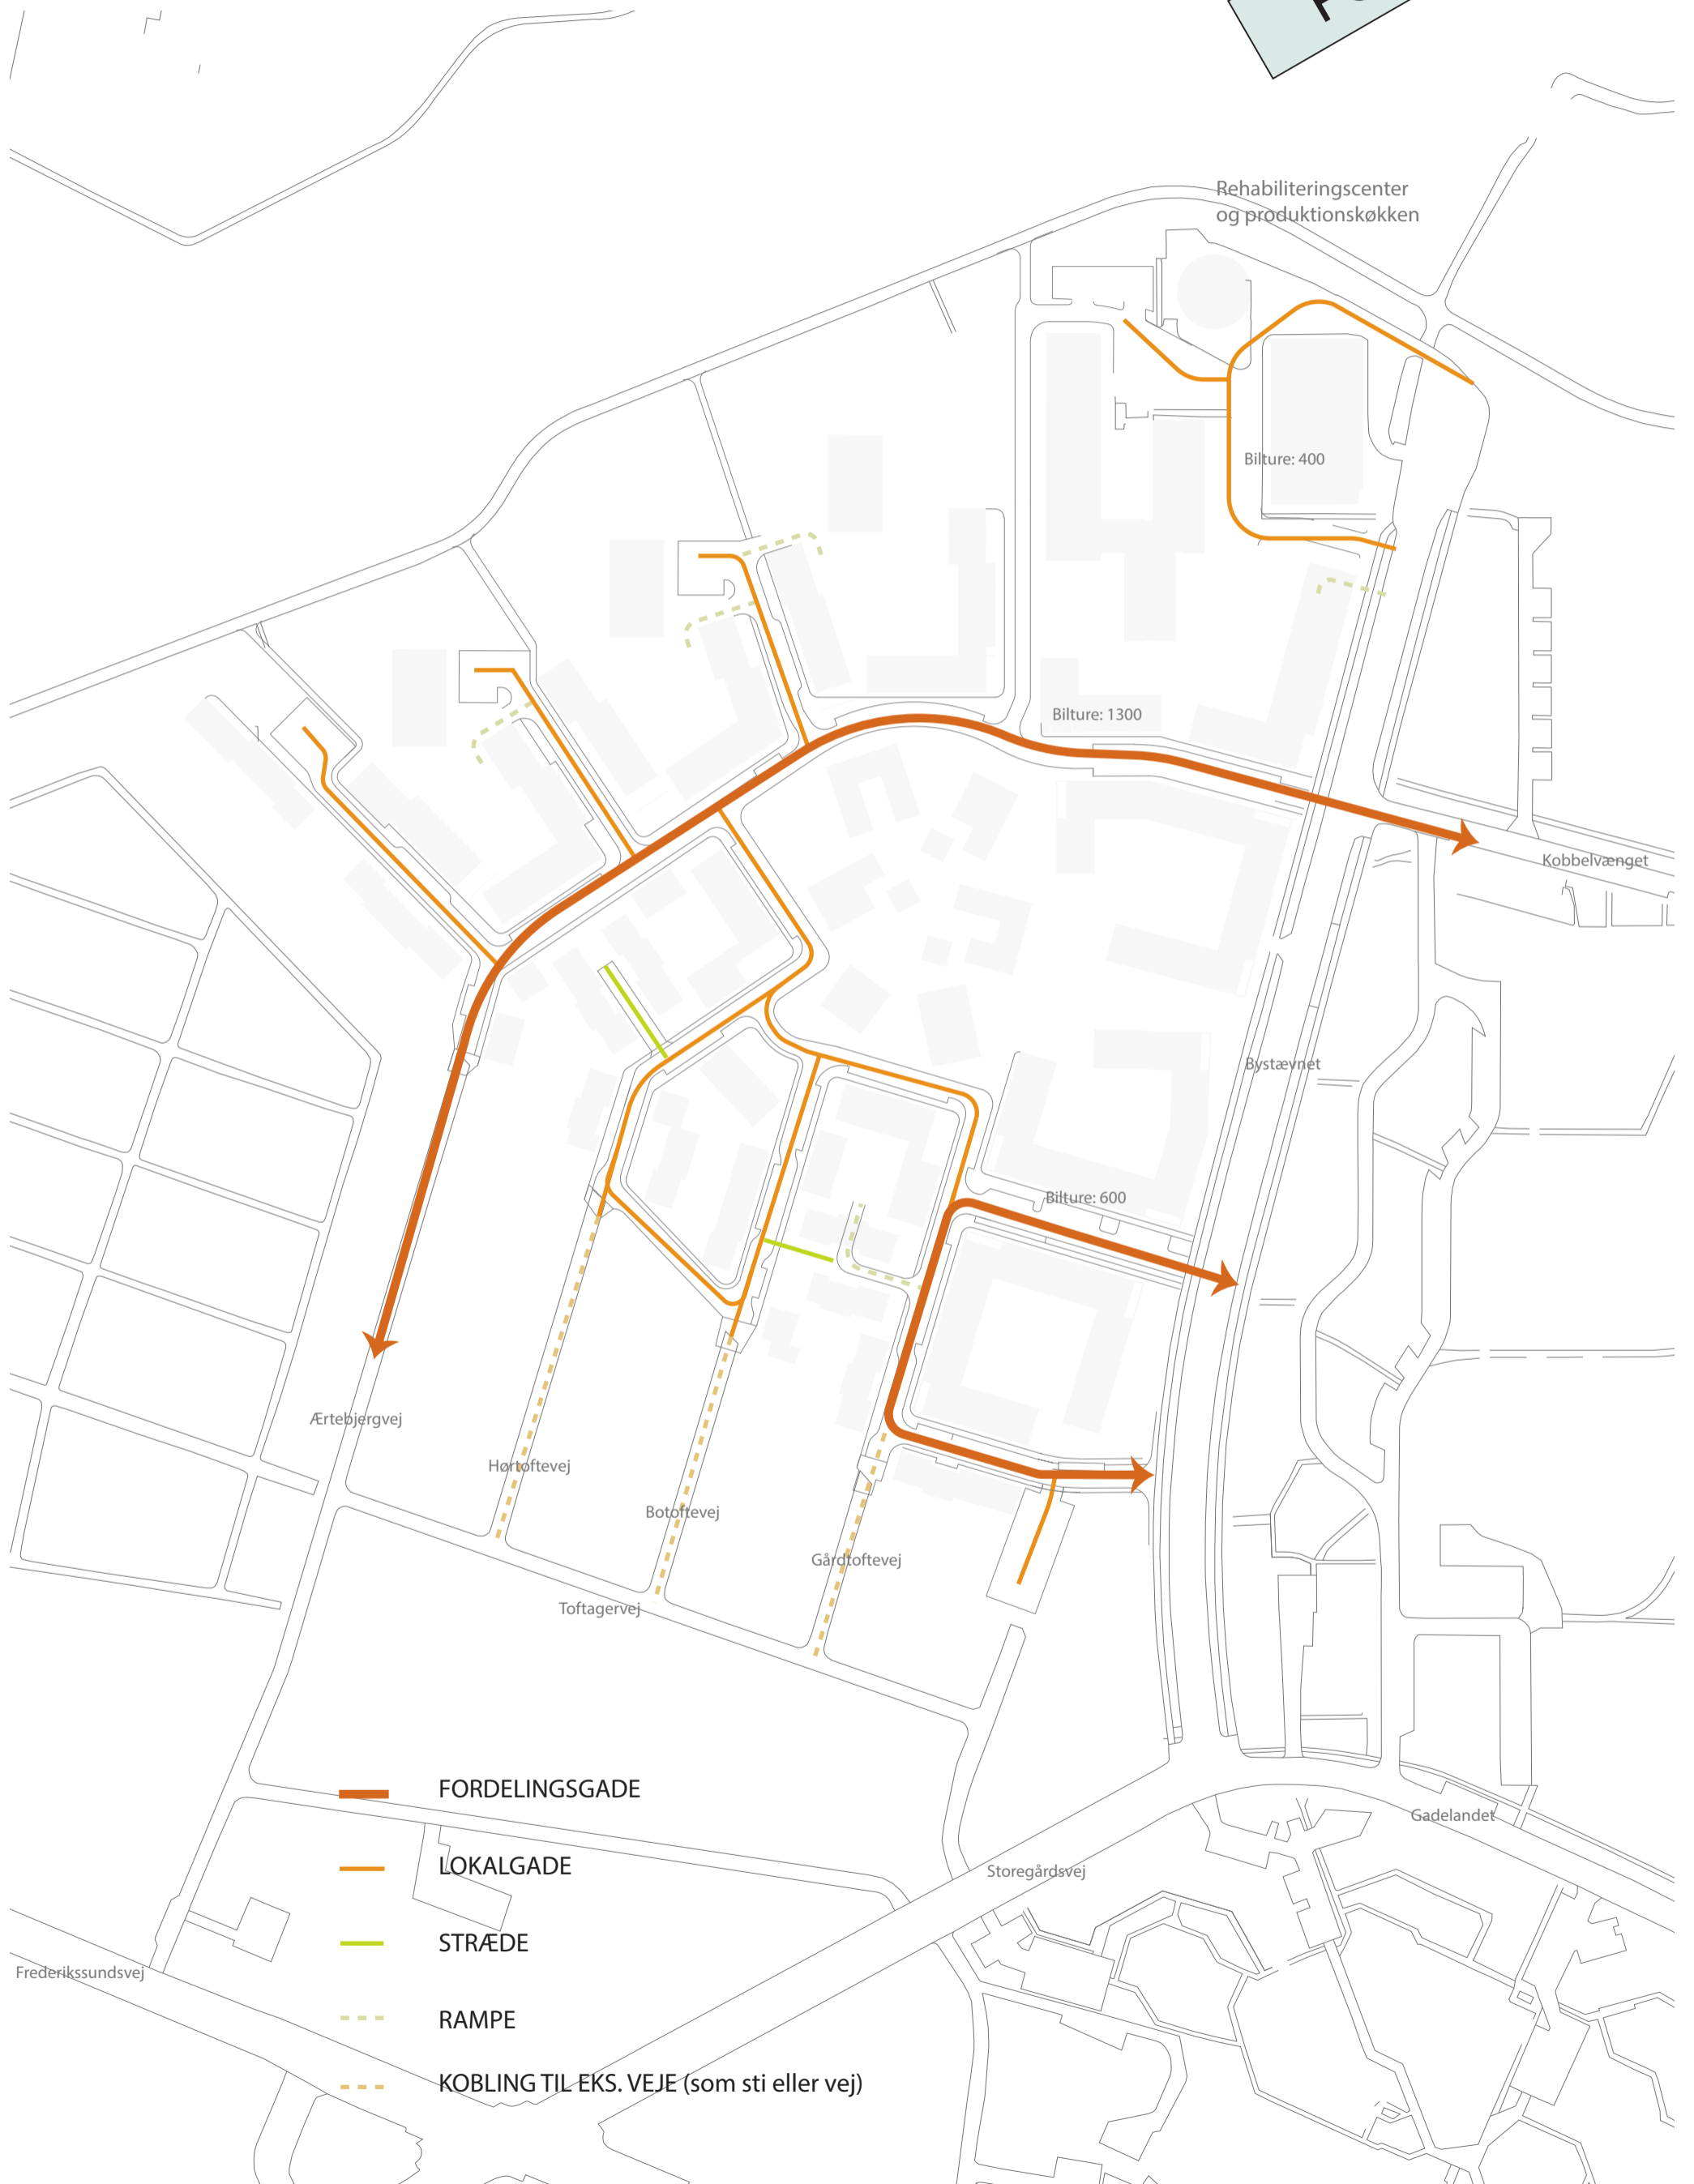 Rehabiliteringscenter
og produktionskøkken
Bilture: 400
Bilture: 1300
Kobbelvænget
Bystævnet
Bilture: 600
Ærtebjergvej
Hørtoftevej
Botoftevej
Gårdtoftevej
Toftagervej
FORDELINGSGADE
Gadelandet
LOKALGADE
Storegårdsvej
STRÆDE
Frederikssundsvej
RAMPE
KOBLING TIL EKS. VEJE (som sti eller vej)